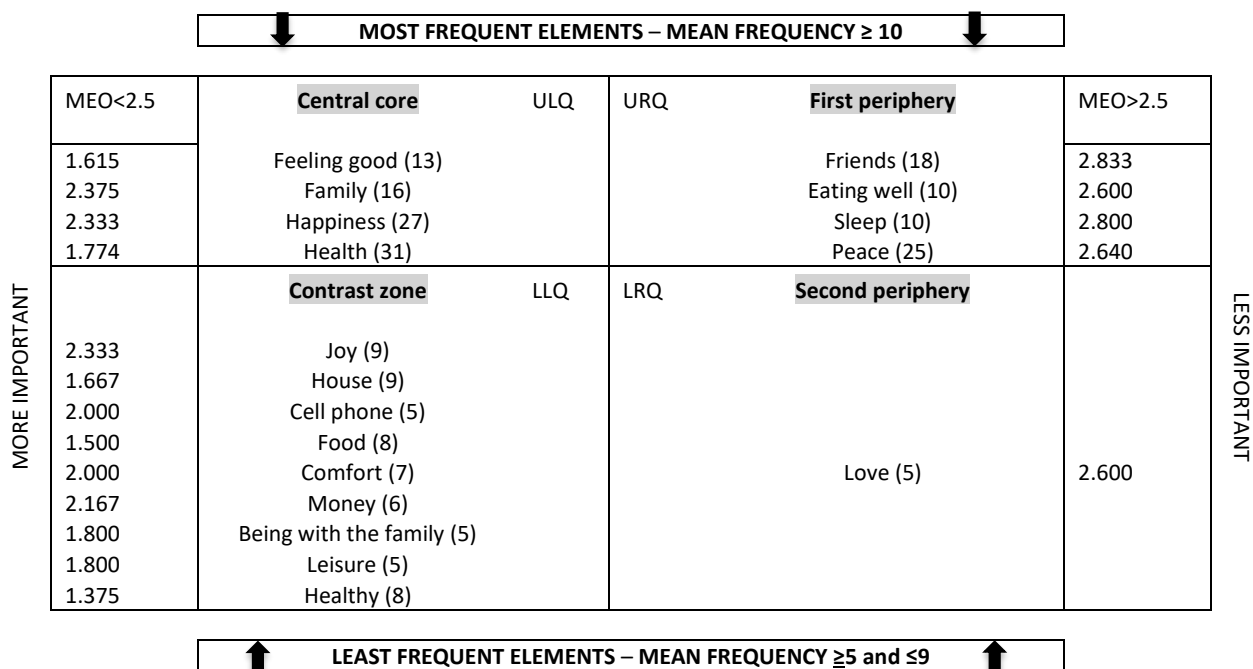 MOST FREQUENT ELEMENTS – MEAN FREQUENCY ≥ 10
MEO<2.5 Central core ULQ URQ First periphery MEO>2.5
1.615 Feeling good (13) Friends (18) 2.833
2.375 Family (16) Eating well (10) 2.600
2.333 Happiness (27) Sleep (10) 2.800
1.774 Health (31) Peace (25) 2.640
Contrast zone LLQ LRQ Second periphery
2.333 Joy (9)
1.667 House (9)
2.000 Cell phone (5)
1.500 Food (8)
2.000 Comfort (7) Love (5) 2.600
2.167 Money (6)
1.800 Being with the family (5)
1.800 Leisure (5)
1.375 Healthy (8)
MORE IMPORTANT
LESS IMPORTANT
LEAST FREQUENT ELEMENTS – MEAN FREQUENCY ≥5 and ≤9